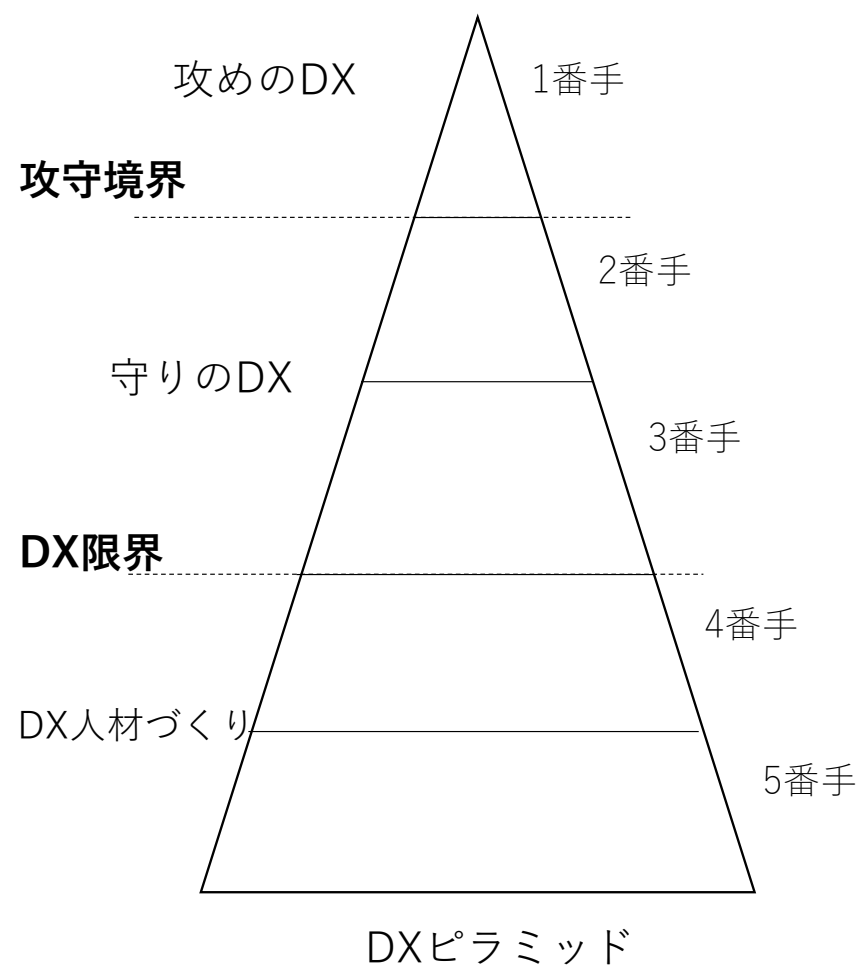 攻めのDX
1番手
攻守境界
2番手
守りのDX
3番手
DX限界
4番手
DX人材づくり
5番手
DXピラミッド